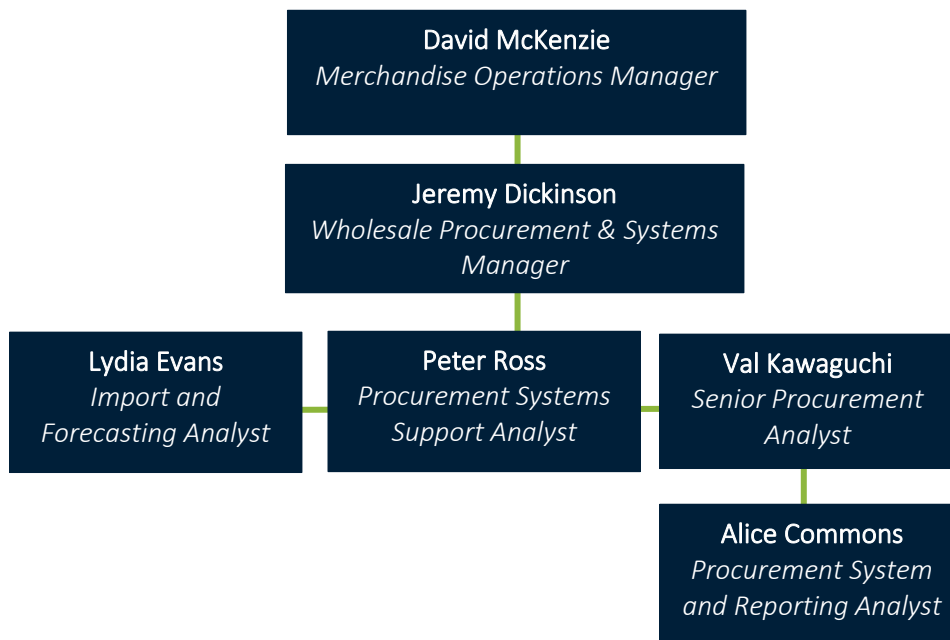 David McKenzie
Merchandise Operations Manager
Jeremy Dickinson
Wholesale Procurement & Systems
Manager
Lydia Evans
Import and
Forecasting Analyst
Peter Ross
Procurement Systems
Support Analyst
Val Kawaguchi
Senior Procurement
Analyst
Alice Commons
Procurement System
and Reporting Analyst